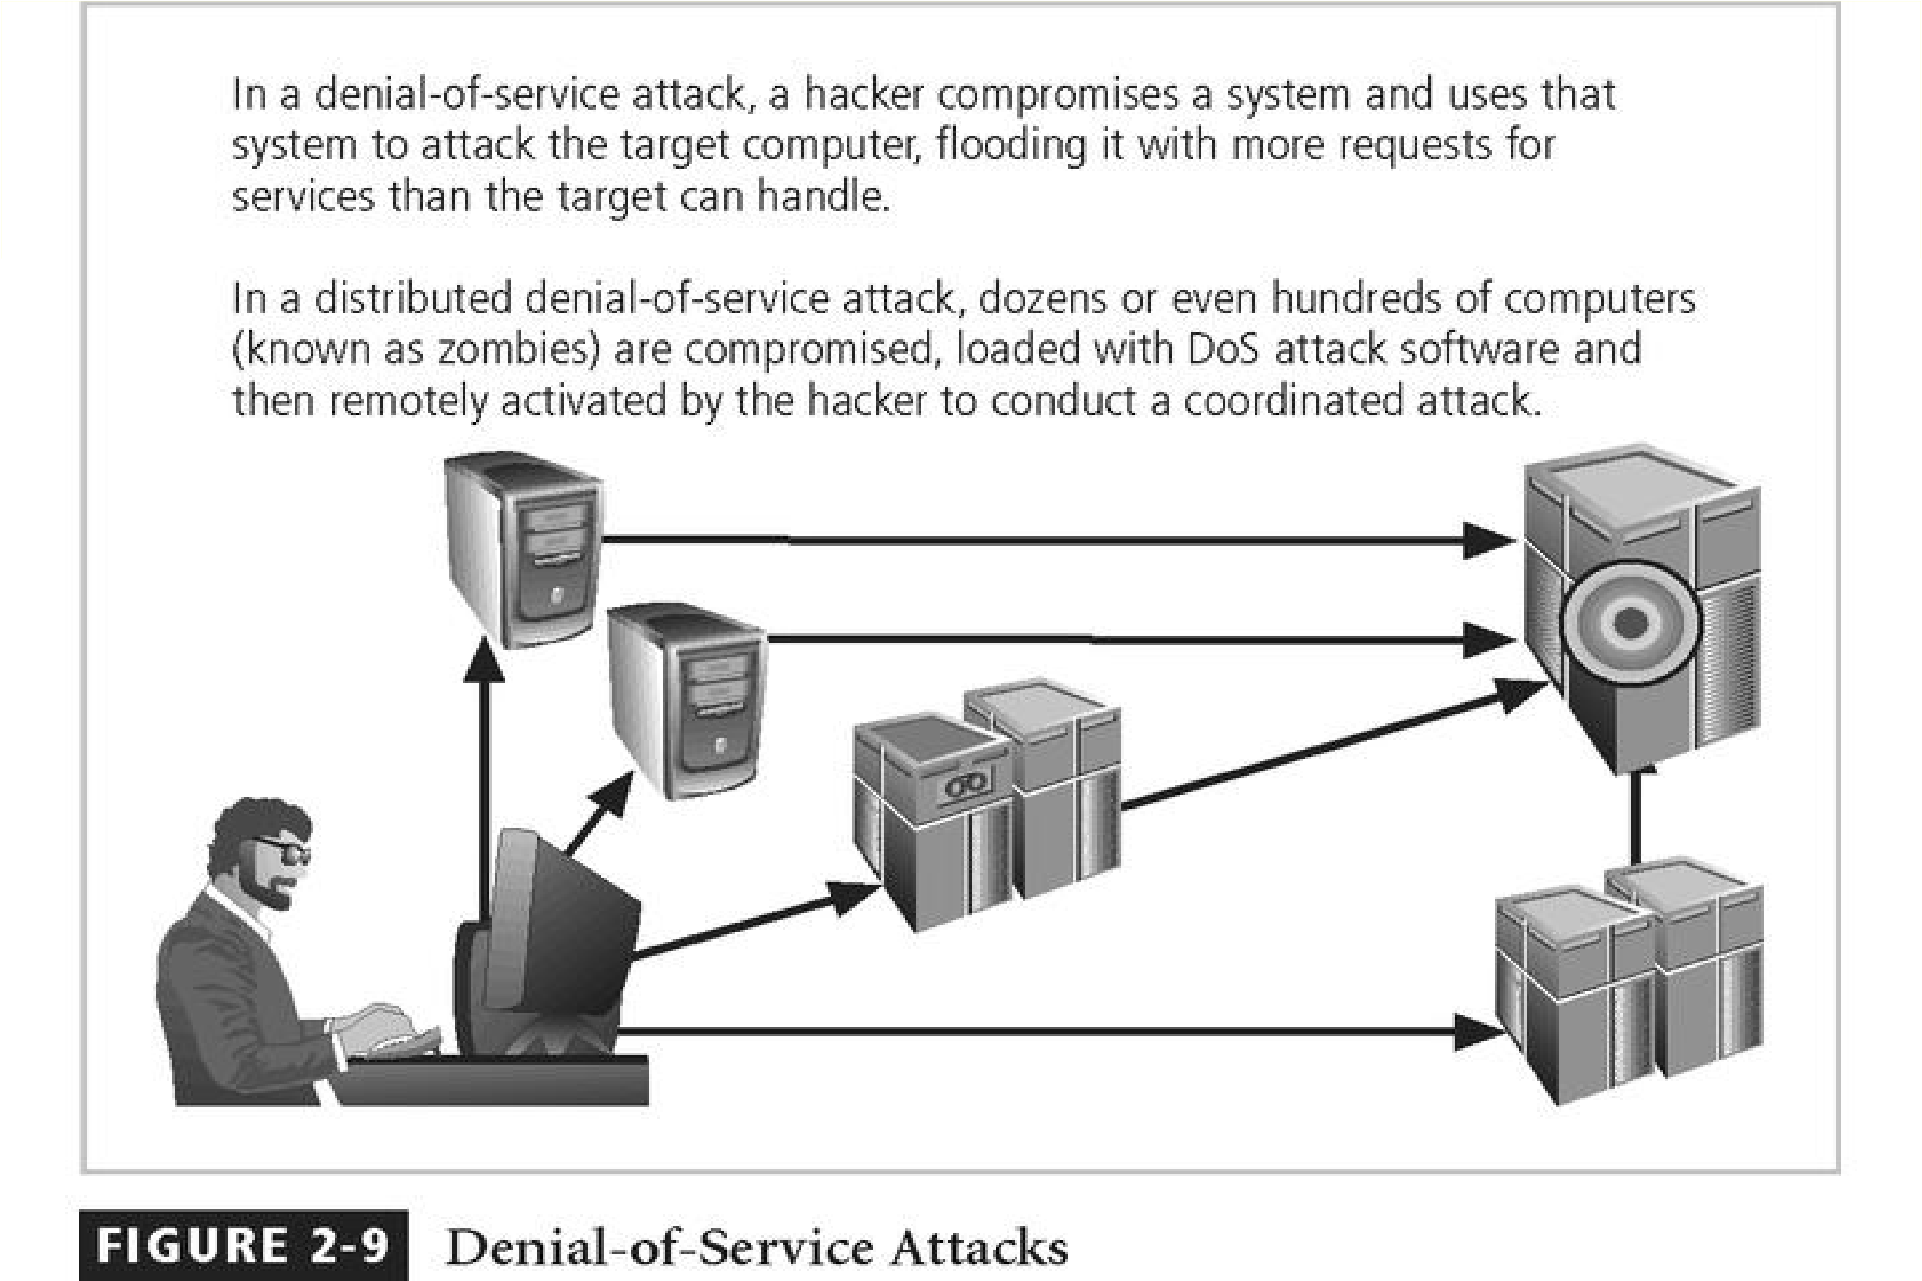 In a denial-of-service attack, a hacker compromises a system and uses that
system to attack the target computer, flooding it with more requests for
services than the target can handle.
In a distributed denial-of-service attack, dozens or even hundreds of computers
(known as zombies) are compromised, loaded with DoS attack software and
then remotely activated by the hacker to conduct a coordinated attack.
FIGURE 2-9 Denial-of-Service Attacks